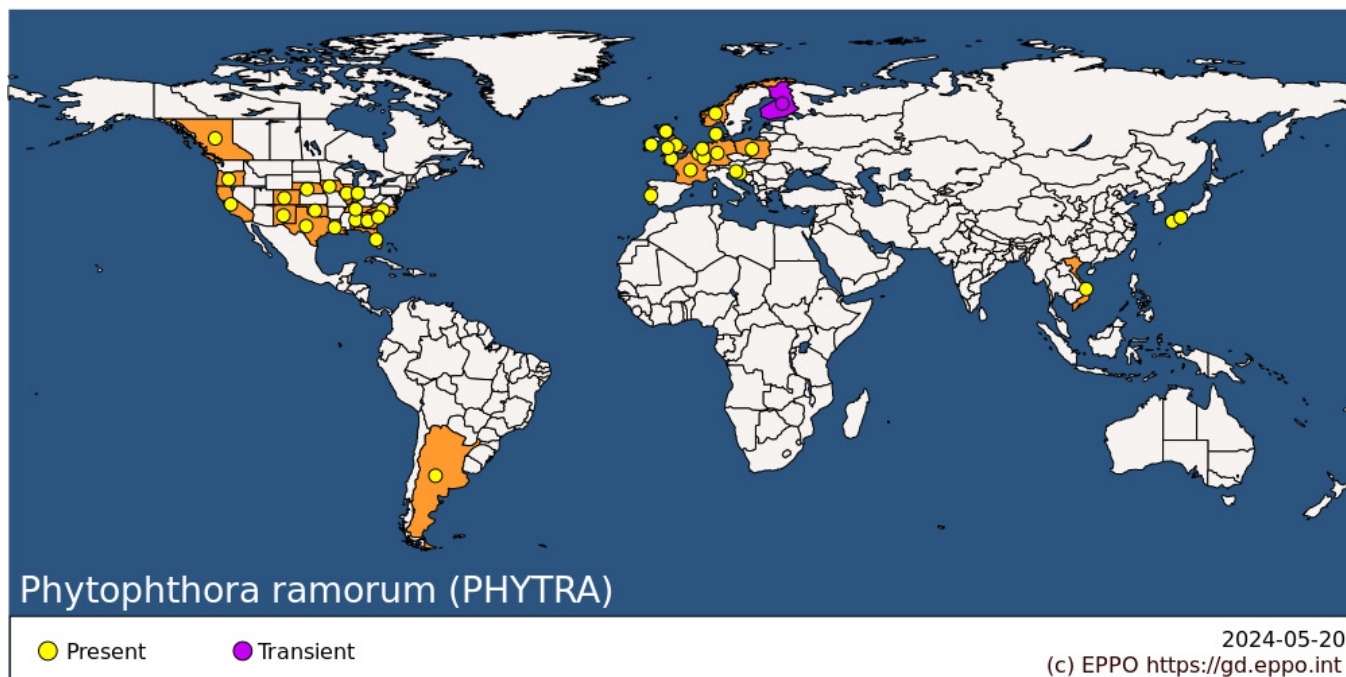 Phytophthora ramorum (PHYTRA)
Present
Transient
2024-05-20
(c) EPPO https://gd.eppo.int